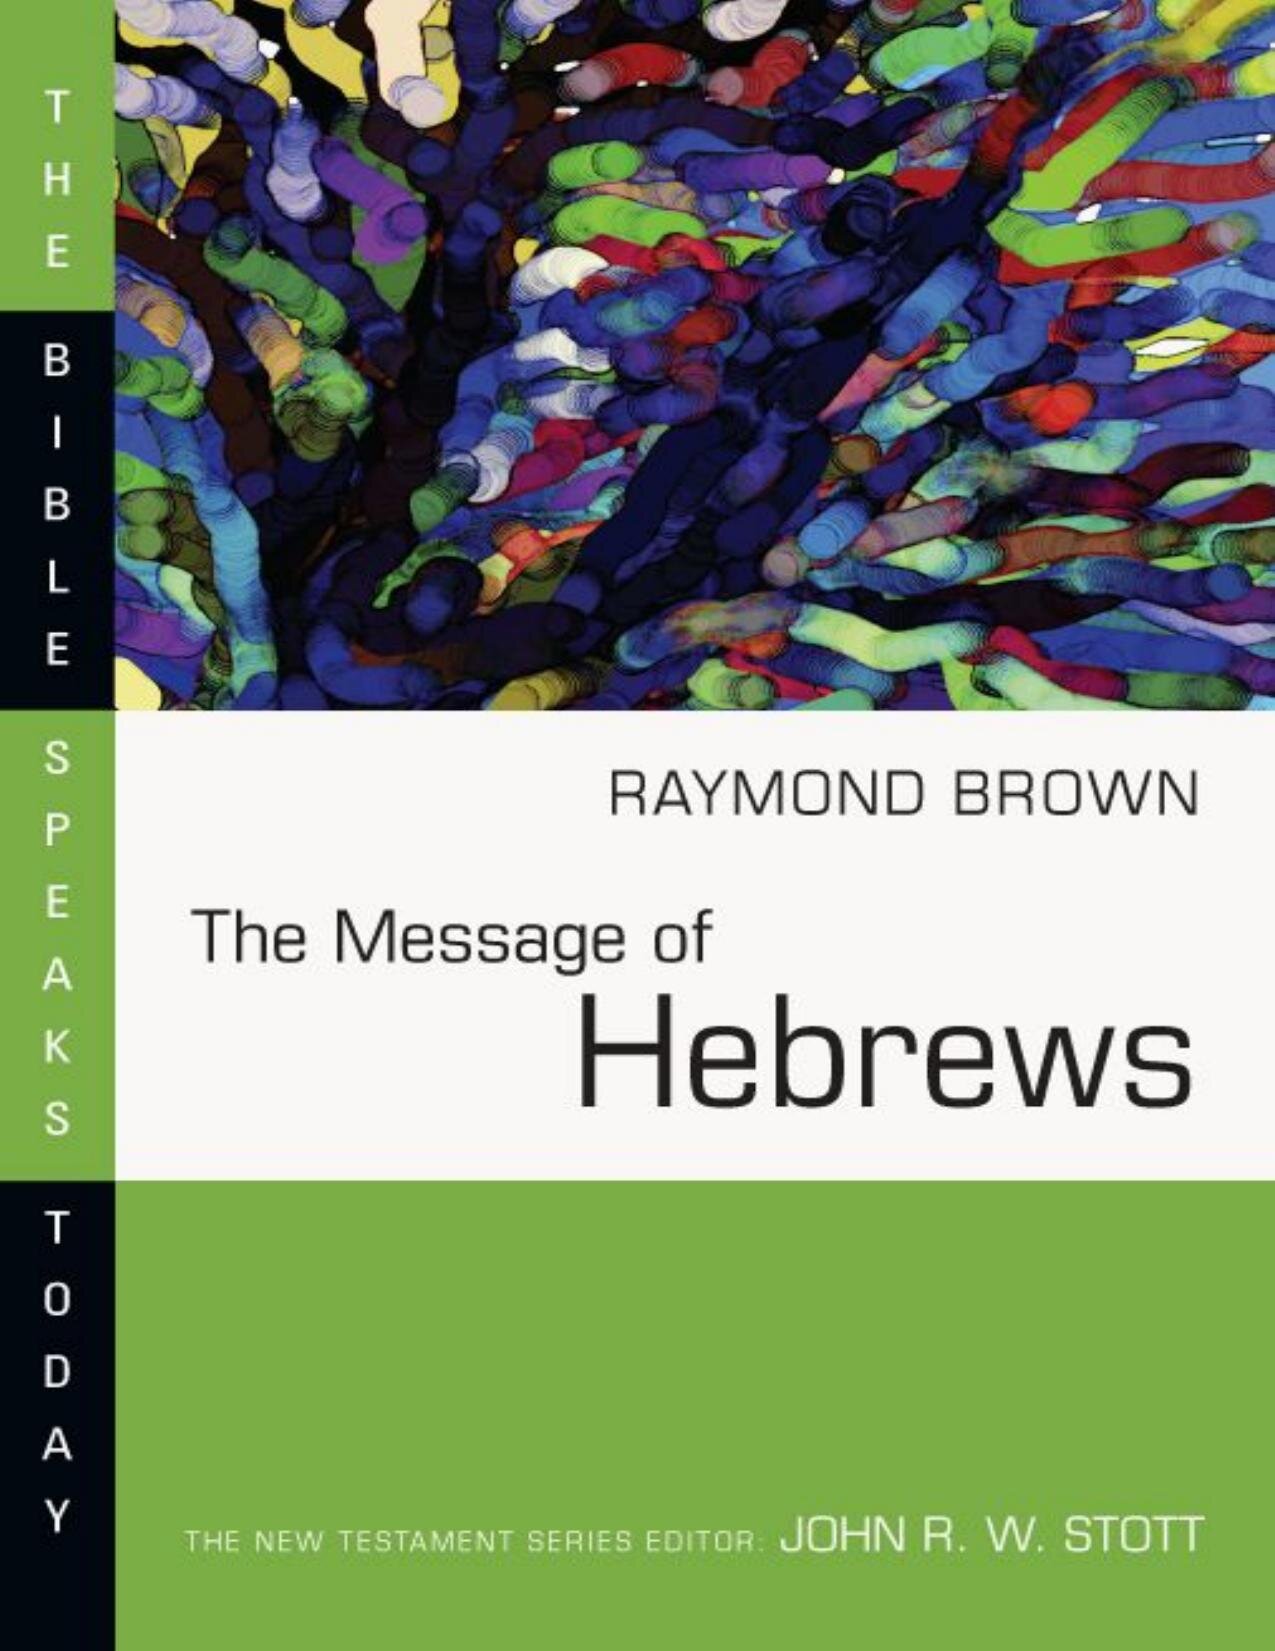 THE BIBLE SPEAKS TODAY
RAYMOND BROWN
The Message of
Hebrews
THE NEW TESTAMENT SERIES EDITOR: JOHN R. W. STOTT